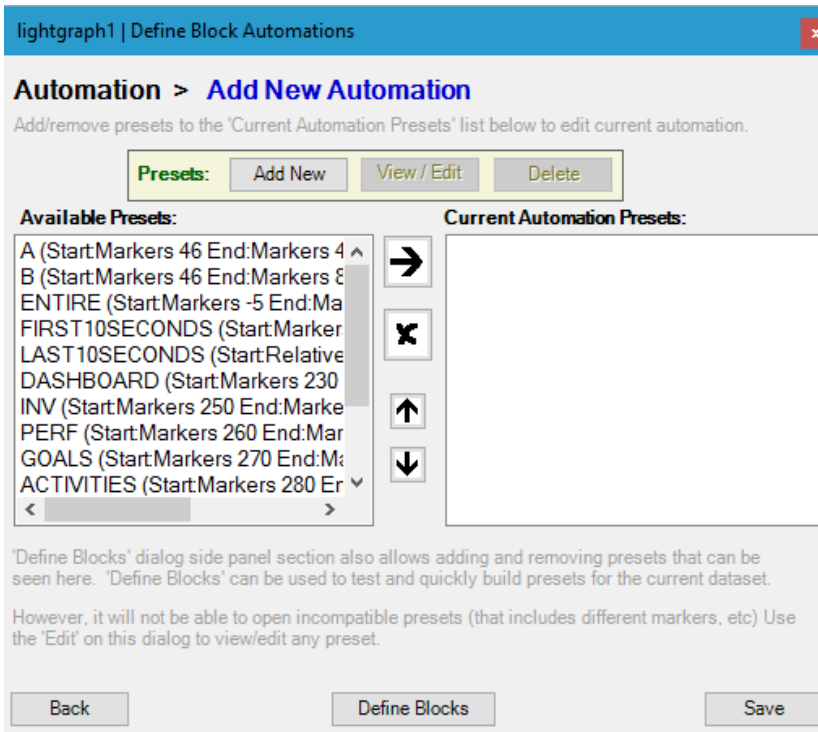 lightgraph1 | Define Block Automations
x
Automation > Add New Automation
Add/remove presets to the 'Current Automation Presets' list below to edit current automation.
Presets: Add New View / Edit Delete
Available Presets:
Current Automation Presets:
A (Start:Markers 46 End:Markers 4
B (Start:Markers 46 End:Markers 8
ENTIRE (Start:Markers -5 End:Ma
FIRST10SECONDS (Start:Marker
LAST10SECONDS (Start:Relative
DASHBOARD (Start:Markers 230
INV (Start:Markers 250 End:Marke
PERF (Start:Markers 260 End:Mar
GOALS (Start:Markers 270 End:Ma
ACTIVITIES (Start:Markers 280 Er
'Define Blocks' dialog side panel section also allows adding and removing presets that can be
seen here. 'Define Blocks' can be used to test and quickly build presets for the current dataset.
However, it will not be able to open incompatible presets (that includes different markers, etc) Use
the 'Edit' on this dialog to view/edit any preset.
Back Define Blocks Save